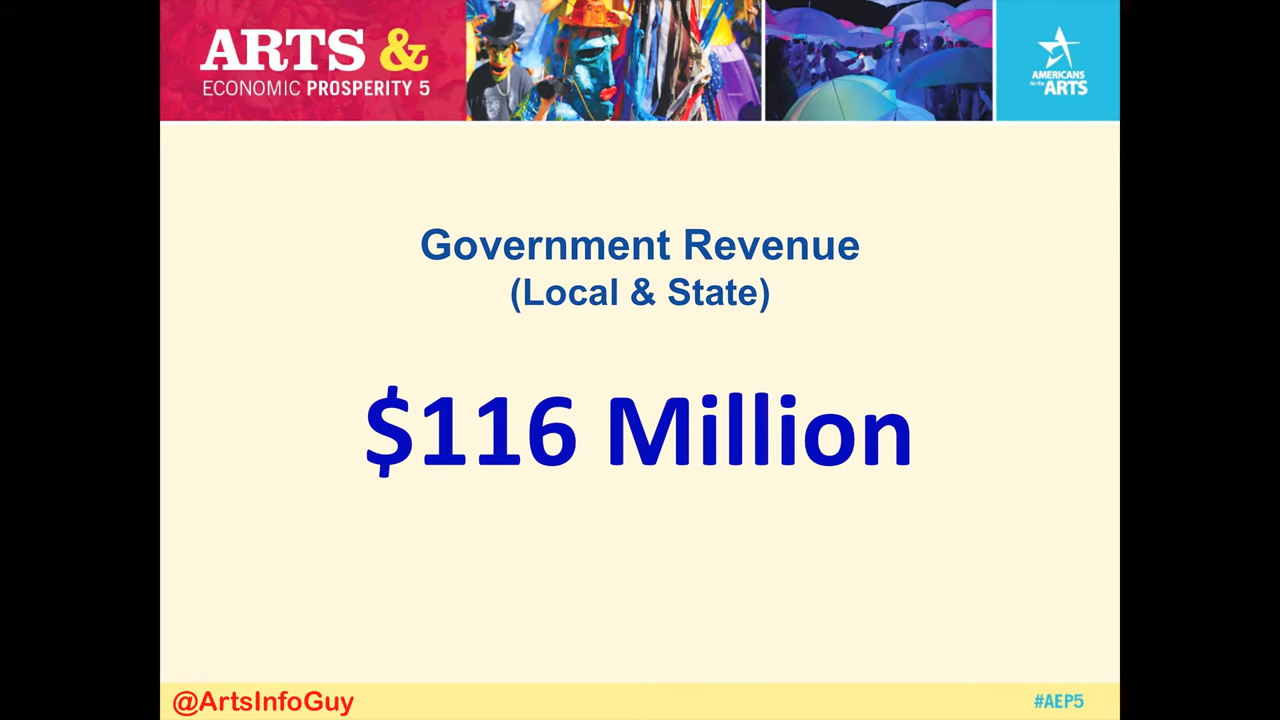 ARTS &
ECONOMIC PROSPERITY 5
AMERICANS
for the ARTS
Government Revenue
(Local & State)
$116 Million
@ArtsInfoGuy
#AEP5